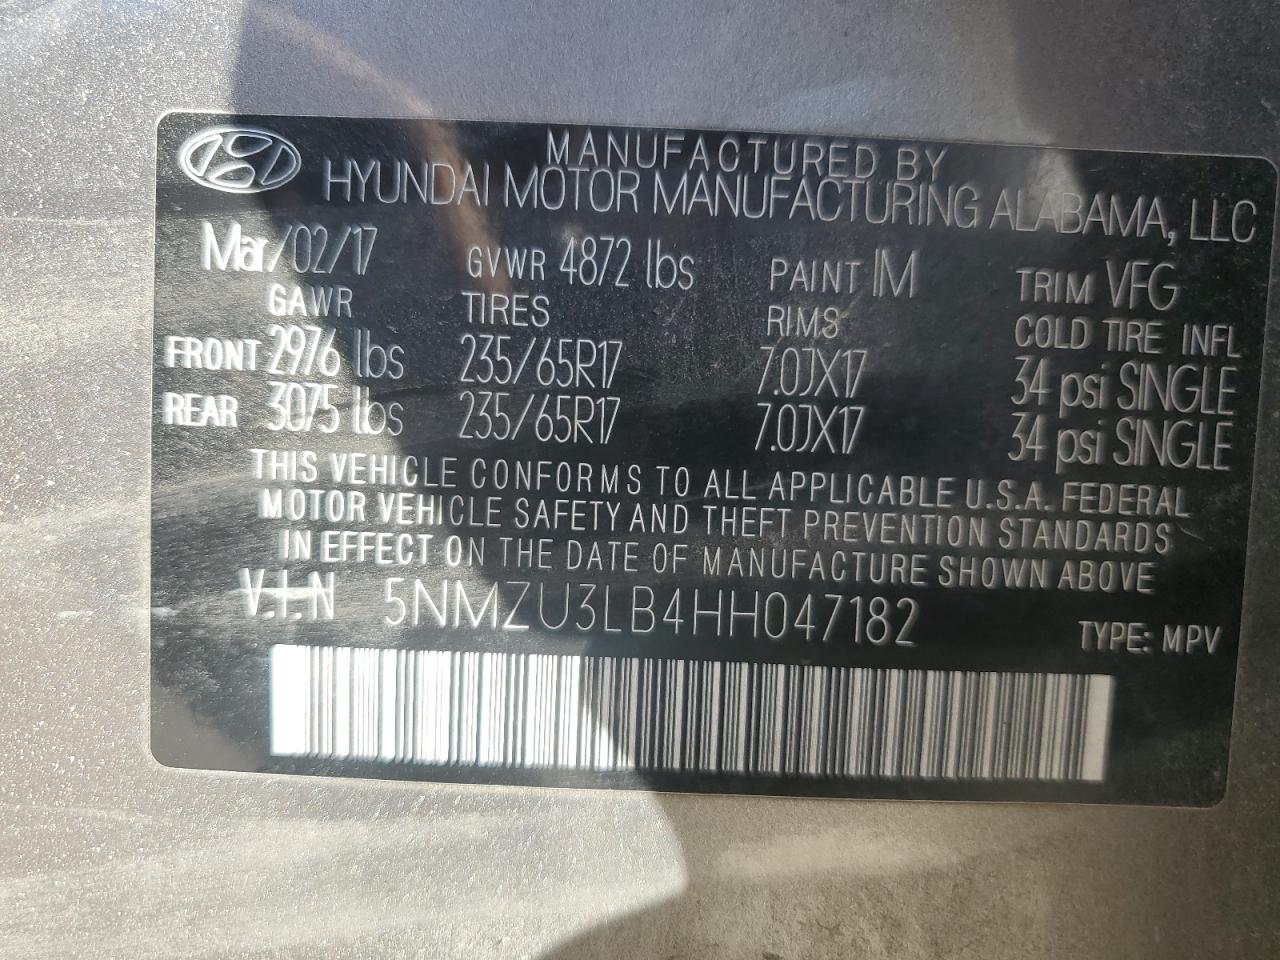 MANUFACTURED BY
HYUNDAI MOTOR MANUFACTURING ALABAMA, LLC
Mar/02/17 GVWR 4872 lbs PAINT IM TRIM VFG
GAWR TIRES RIMS COLD TIRE INFL
FRONT 2976 lbs 235/65R17 7.0JX17 34 psi SINGLE
REAR 3075 lbs 235/65R17 7.0JX17 34 psi SINGLE
THIS VEHICLE CONFORMS TO ALL APPLICABLE U.S.A. FEDERAL
MOTOR VEHICLE SAFETY AND THEFT PREVENTION STANDARDS
IN EFFECT ON THE DATE OF MANUFACTURE SHOWN ABOVE
V.I.N 5NMZU3LB4HH047182 TYPE: MPV